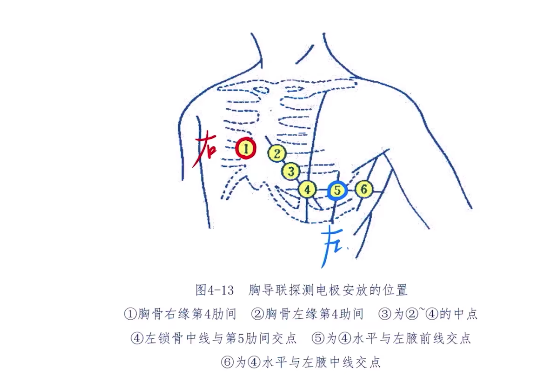 右
①
②
③
④
⑤
⑥
左
图4-13 胸导联探测电极安放的位置
①胸骨右缘第4肋间 ②胸骨左缘第4助间 ③为②~④的中点
④左锁骨中线与第5肋间交点 ⑤为④水平与左腋前线交点
⑥为④水平与左腋中线交点